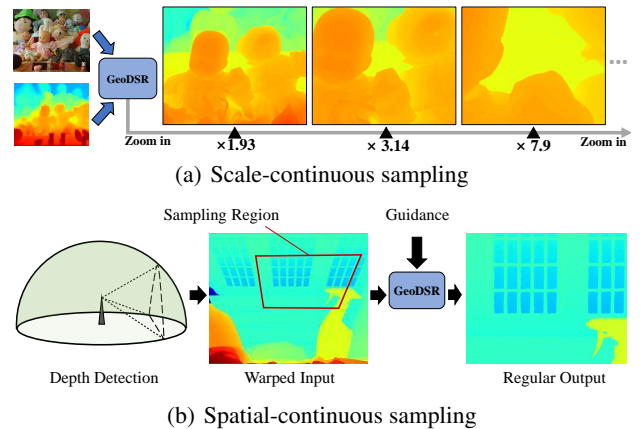 GeoDSR
Zoom in
×1.93
× 3.14
× 7.9
Zoom in
(a) Scale-continuous sampling
Sampling Region
Guidance
GeoDSR
Depth Detection
Warped Input
Regular Output
(b) Spatial-continuous sampling